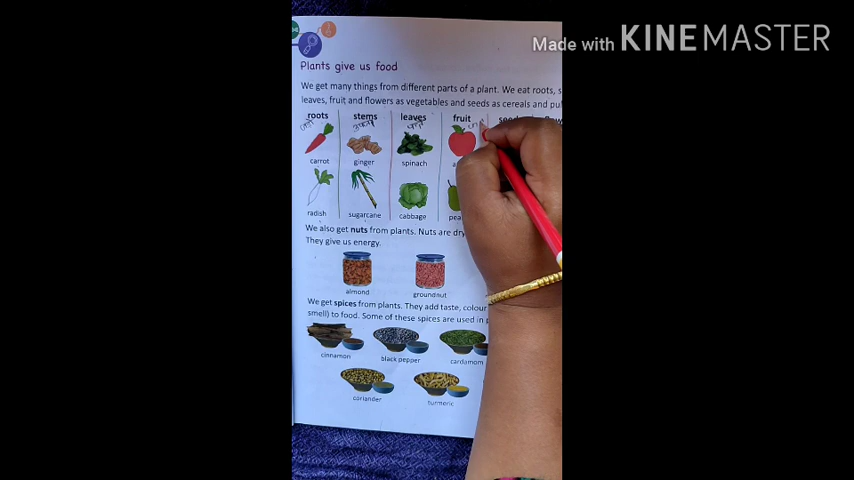 Made with KINEMASTER
Plants give us food
We get many things from different parts of a plant. We eat roots, s
leaves, fruit and flowers as vegetables and seeds as cereals and pul
roots stems leaves fruit
carrot ginger spinach
radish sugarcane cabbage pea
We also get nuts from plants. Nuts are dry
They give us energy.
almond groundnut
We get spices from plants. They add taste, colour
smell) to food. Some of these spices are used in p
cinnamon black pepper cardamom
coriander turmeric